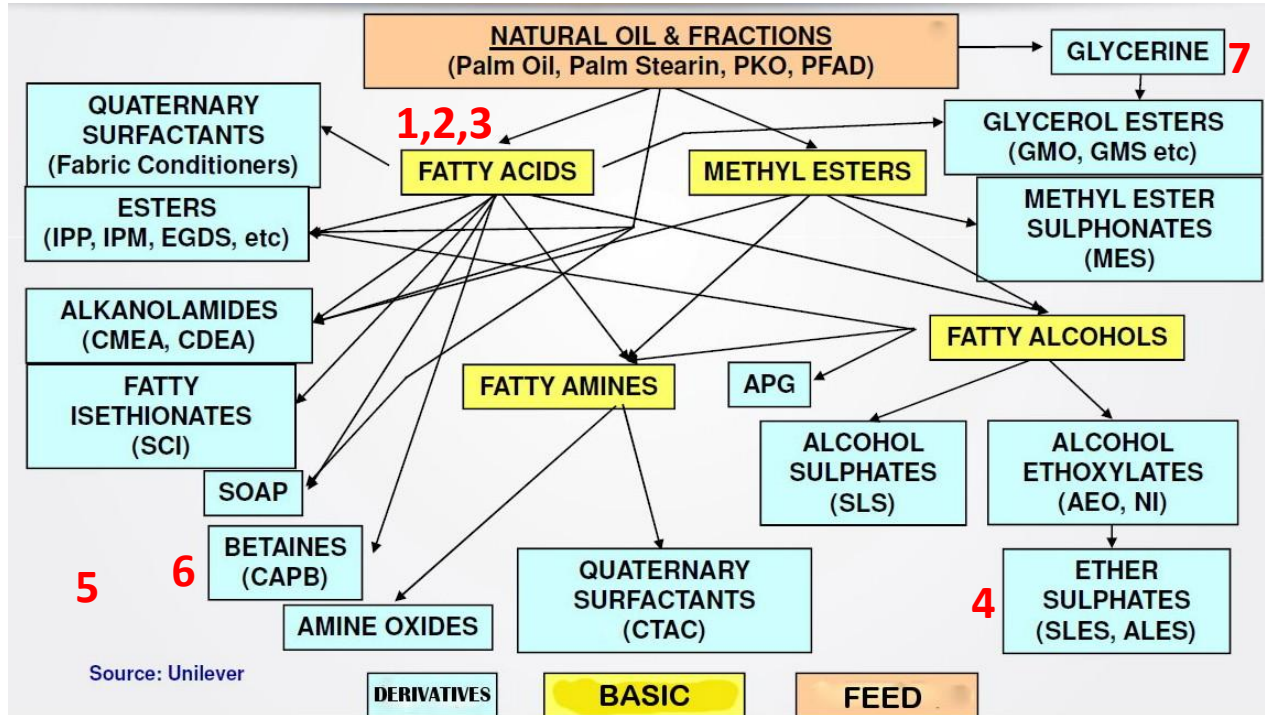 NATURAL OIL & FRACTIONS
(Palm Oil, Palm Stearin, PKO, PFAD)
GLYCERINE
7
QUATERNARY
SURFACTANTS
(Fabric Conditioners)
1,2,3
GLYCEROL ESTERS
(GMO, GMS etc)
FATTY ACIDS
METHYL ESTERS
ESTERS
(IPP, IPM, EGDS, etc)
METHYL ESTER
SULPHONATES
(MES)
ALKANOLAMIDES
(CMEA, CDEA)
FATTY ALCOHOLS
FATTY
ISETHIONATES
(SCI)
FATTY AMINES
APG
ALCOHOL
SULPHATES
(SLS)
ALCOHOL
ETHOXYLATES
(AEO, NI)
SOAP
BETAINES
(CAPB)
6
5
QUATERNARY
SURFACTANTS
(CTAC)
4
ETHER
SULPHATES
(SLES, ALES)
AMINE OXIDES
Source: Unilever
DERIVATIVES
BASIC
FEED